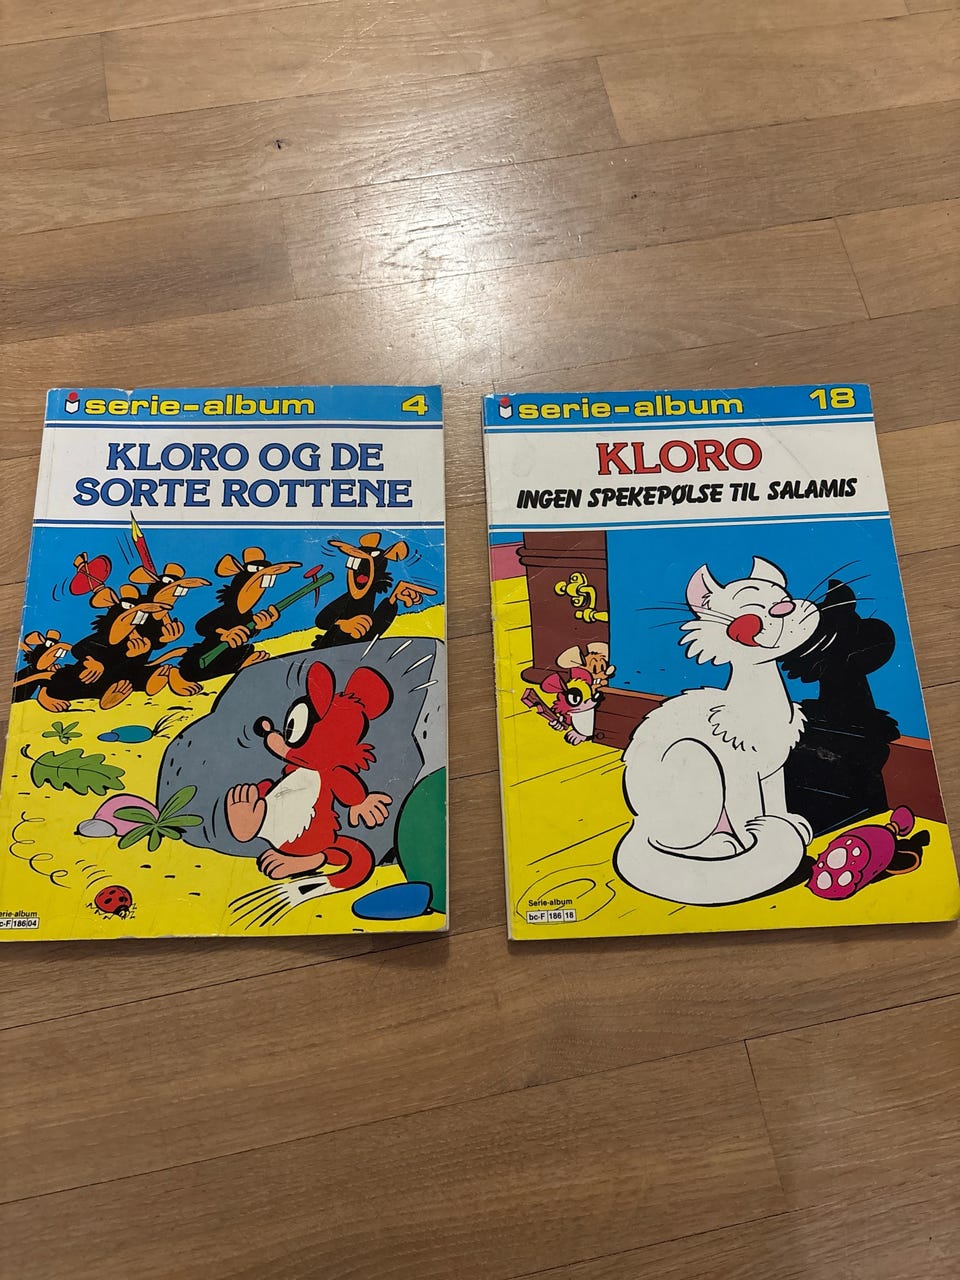 serie-album 4
KLORO OG DE
SORTE ROTTENE
erie-album
bc-F 186 04
serie-album 18
KLORO
INGEN SPEKEPØLSE TIL SALAMIS
Serie-album
bc-F 186 18